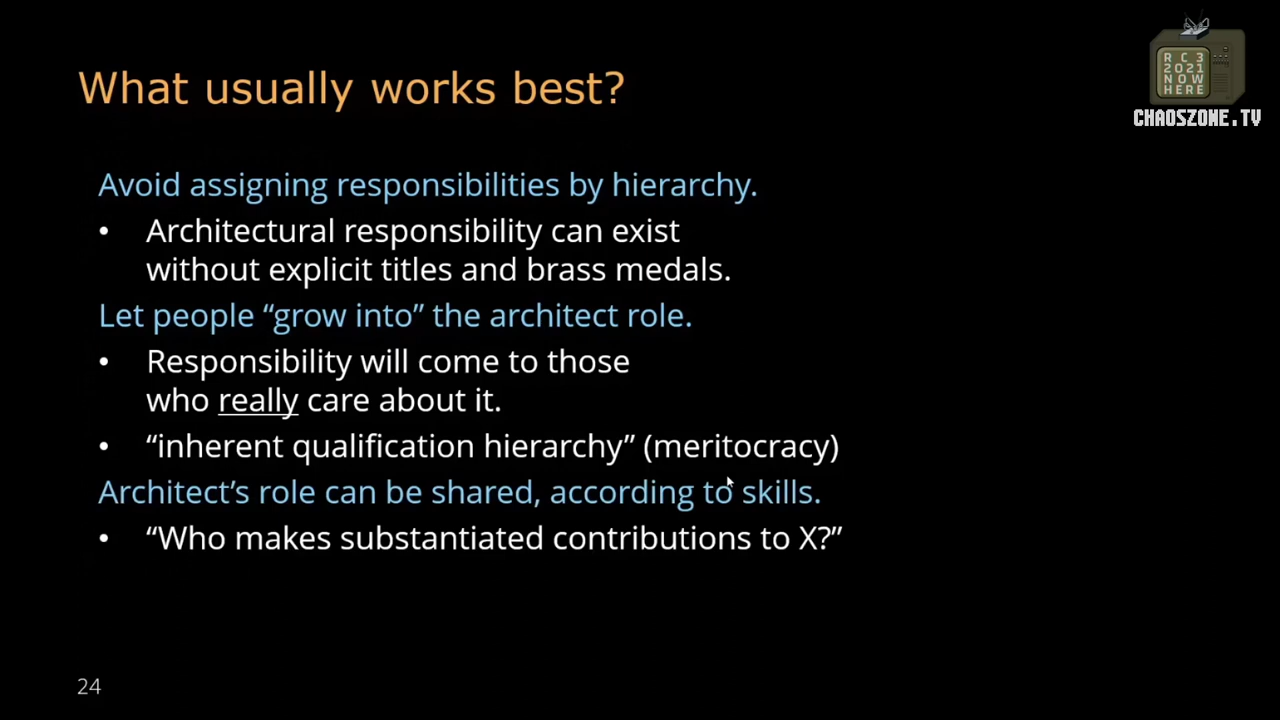 What usually works best?
R C 3
2021
NOW
HERE
CHAOSZONE.TV
Avoid assigning responsibilities by hierarchy.
• Architectural responsibility can exist
without explicit titles and brass medals.
Let people “grow into” the architect role.
• Responsibility will come to those
who really care about it.
• “inherent qualification hierarchy” (meritocracy)
Architect’s role can be shared, according to skills.
• “Who makes substantiated contributions to X?”
24